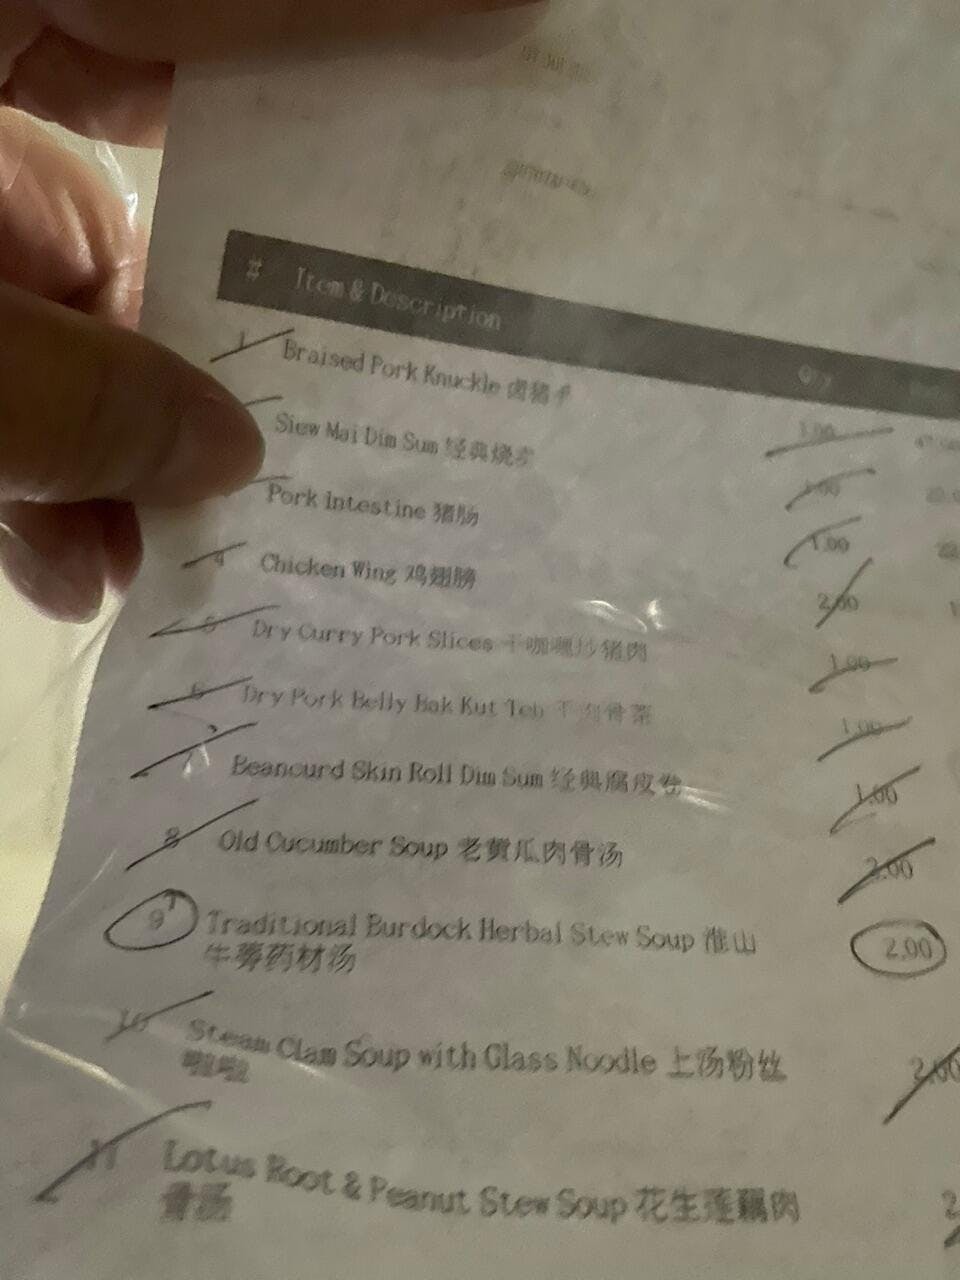 # Item & Description Qty
1 Braised Pork Knuckle 卤猪手 1.00
Siew Mai Dim Sum 经典烧卖 1.00
Pork Intestine 猪肠 1.00
4 Chicken Wing 鸡翅膀 2.00
5 Dry Curry Pork Slices 干咖喱炒猪肉 1.00
6 Dry Pork Belly Bak Kut Teh 干肉骨茶 1.00
7 Beancurd Skin Roll Dim Sum 经典腐皮卷 1.00
8 Old Cucumber Soup 老黄瓜肉骨汤 2.00
9 Traditional Burdock Herbal Stew Soup 淮山 2.00
牛蒡药材汤
10 Steam Clam Soup with Glass Noodle 上汤粉丝 2.00
啦啦
11 Lotus Root & Peanut Stew Soup 花生莲藕肉
骨汤